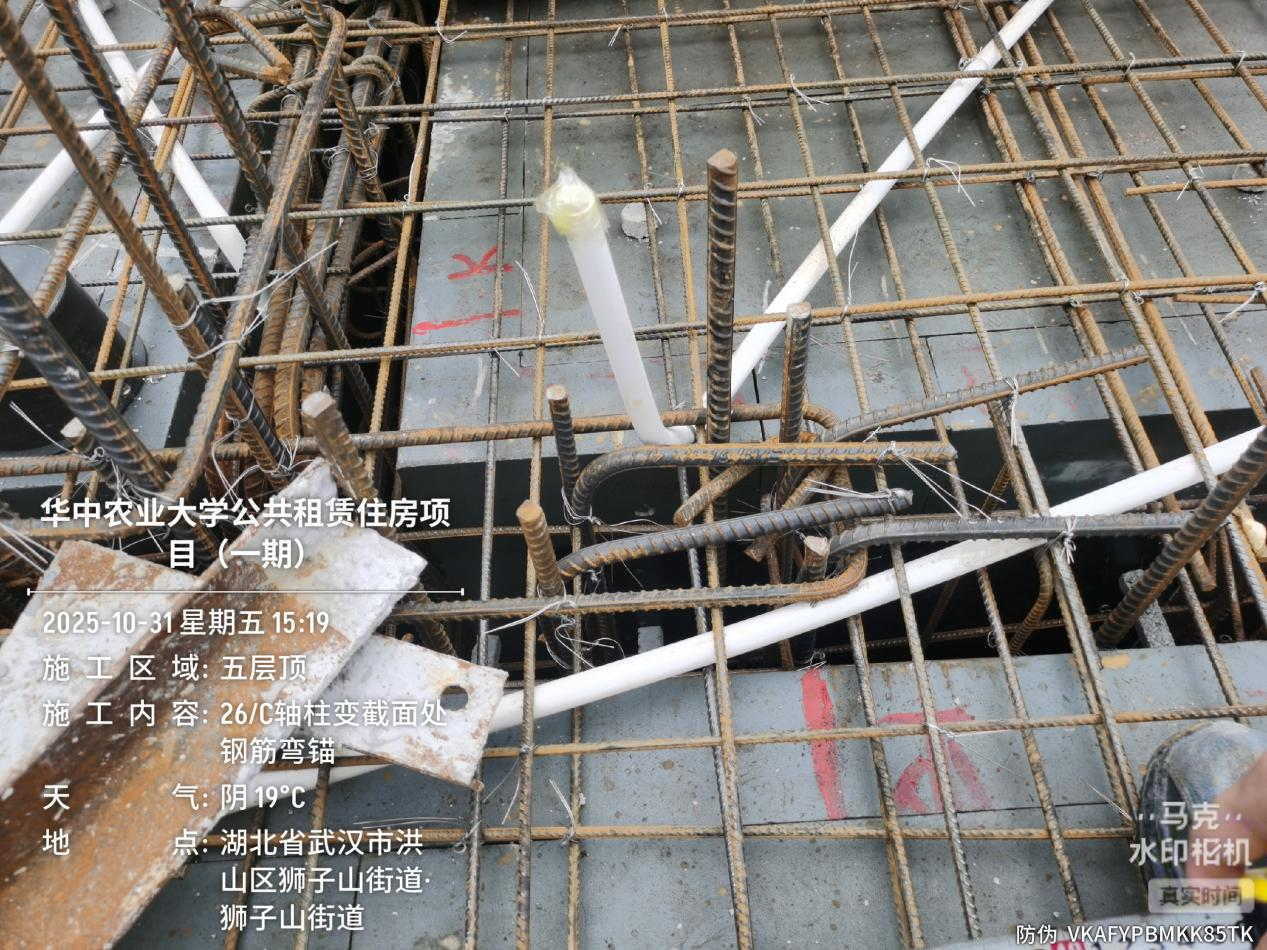 华中农业大学公共租赁住房项
目（一期）
2025-10-31 星期五 15:19
施工区域：五层顶
施工内容：26/C轴柱变截面处
钢筋弯锚
天气：阴 19°C
地点：湖北省武汉市洪
山区狮子山街道·
狮子山街道
马克
水印相机
真实时间
防伪 VKAFYPBMKK85TK